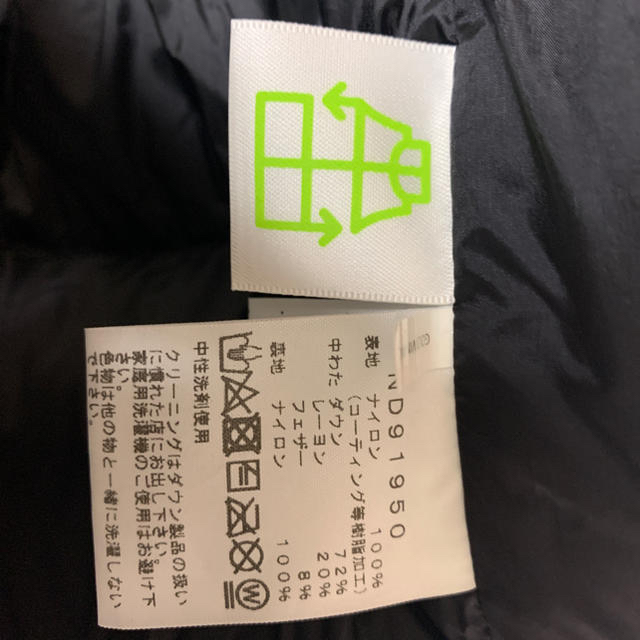 ND91950
表地 ナイロン 100%
(コーティング等樹脂加工)
中わた ダウン 72%
レーヨン 20%
フェザー 8%
裏地 ナイロン 100%
中性洗剤使用
クリーニングはダウン製品の扱い
に慣れた店にお出し下さい。
家庭用洗濯機のご使用はお避け下
さい。
色物は他の物と一緒に洗濯しない
で下さい。